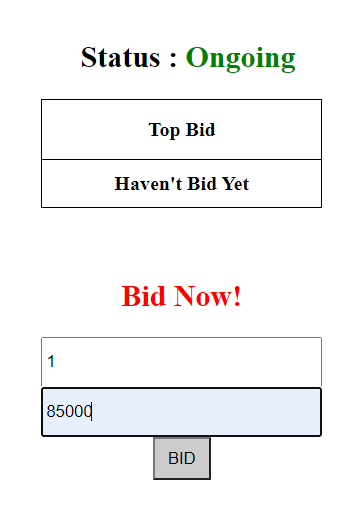 Status : Ongoing
Top Bid
Haven't Bid Yet
Bid Now!
1
85000
BID